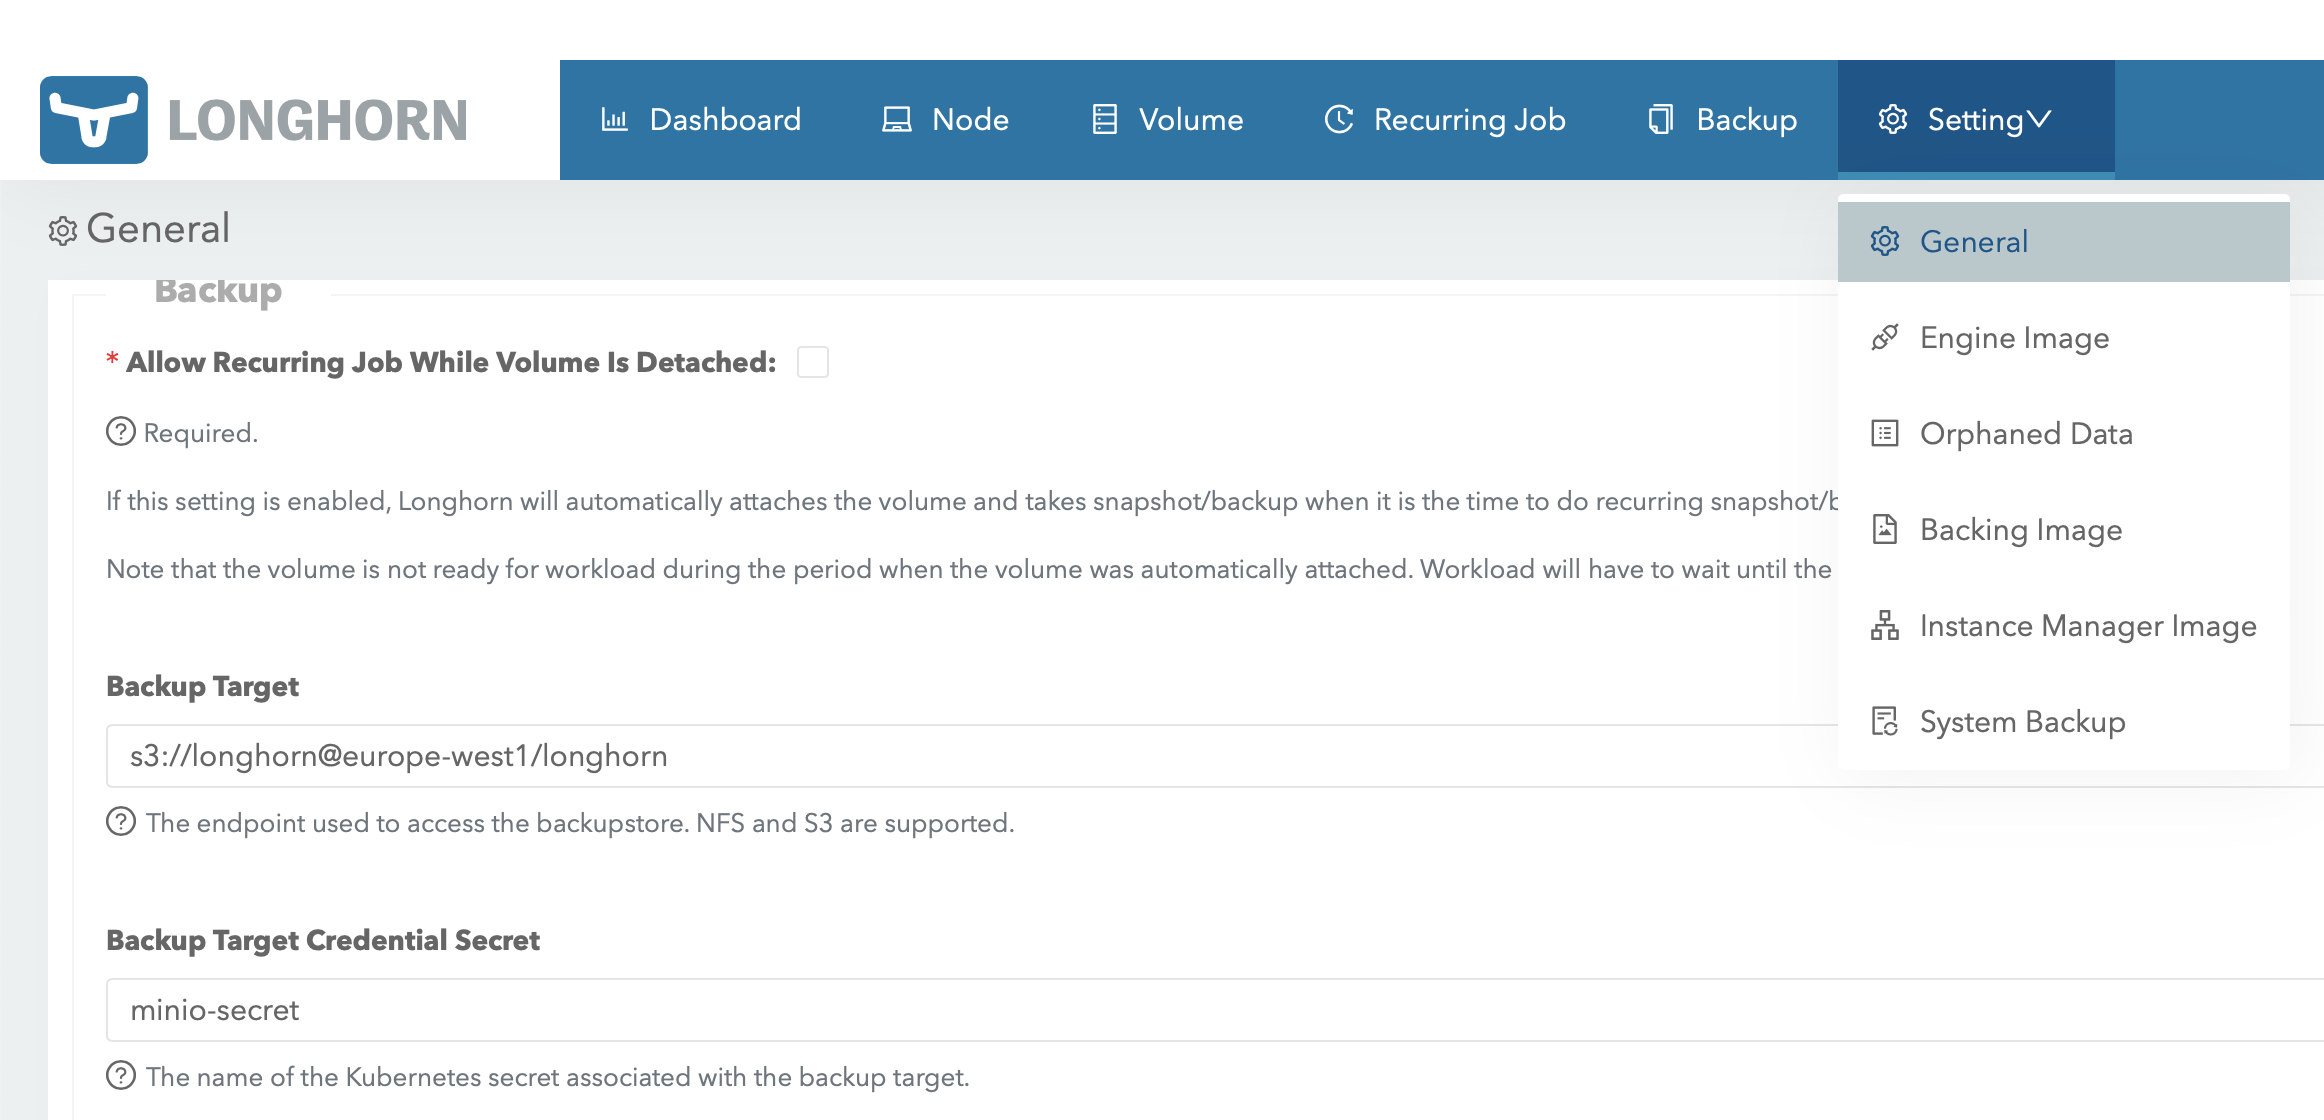 LONGHORN
Dashboard
Node
Volume
Recurring Job
Backup
Setting
General
General
Engine Image
Orphaned Data
Backing Image
Instance Manager Image
System Backup
Backup
* Allow Recurring Job While Volume Is Detached:
Required.
If this setting is enabled, Longhorn will automatically attaches the volume and takes snapshot/backup when it is the time to do recurring
Note that the volume is not ready for workload during the period when the volume was automatically attached. Workload will have to wait until the
Backup Target
s3://longhorn@europe-west1/longhorn
The endpoint used to access the backupstore. NFS and S3 are supported.
Backup Target Credential Secret
minio-secret
The name of the Kubernetes secret associated with the backup target.